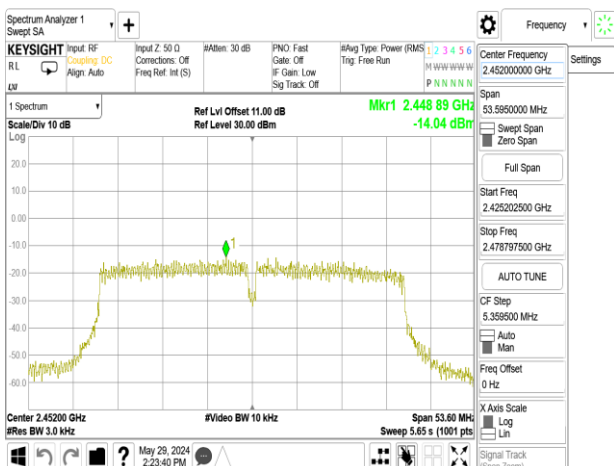 Spectrum Analyzer 1
Swept SA
+
Frequency
KEYSIGHT
RL
LXI
Input: RF
Coupling: DC
Align: Auto
Input Z: 50 Ω
Corrections: Off
Freq Ref: Int (S)
#Atten: 30 dB
PNO: Fast
Gate: Off
IF Gain: Low
Sig Track: Off
#Avg Type: Power (RMS
Trig: Free Run
1 2 3 4 5 6
M W W W W W
P N N N N N
1 Spectrum
Scale/Div 10 dB
Log
Ref Lvl Offset 11.00 dB
Ref Level 30.00 dBm
Mkr1 2.448 89 GHz
-14.04 dBm
20.0
10.0
0.00
-10.0
-20.0
-30.0
-40.0
-50.0
-60.0
1
Center 2.45200 GHz
#Res BW 3.0 kHz
#Video BW 10 kHz
Span 53.60 MHz
Sweep 5.65 s (1001 pts
May 29, 2024
2:23:40 PM
?
Center Frequency
2.452000000 GHz
Span
53.5950000 MHz
Swept Span
Zero Span
Full Span
Start Freq
2.425202500 GHz
Stop Freq
2.478797500 GHz
AUTO TUNE
CF Step
5.359500 MHz
Auto
Man
Freq Offset
0 Hz
X Axis Scale
Log
Lin
Signal Track
(Span Zoom)
Settings